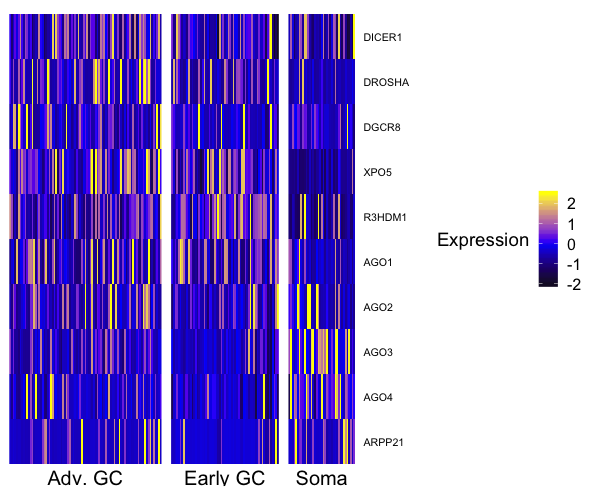 DICER1
DROSHA
DGCR8
XPO5
R3HDM1
AGO1
AGO2
AGO3
AGO4
ARPP21
Expression
2
1
0
-1
-2
Adv. GC
Early GC
Soma